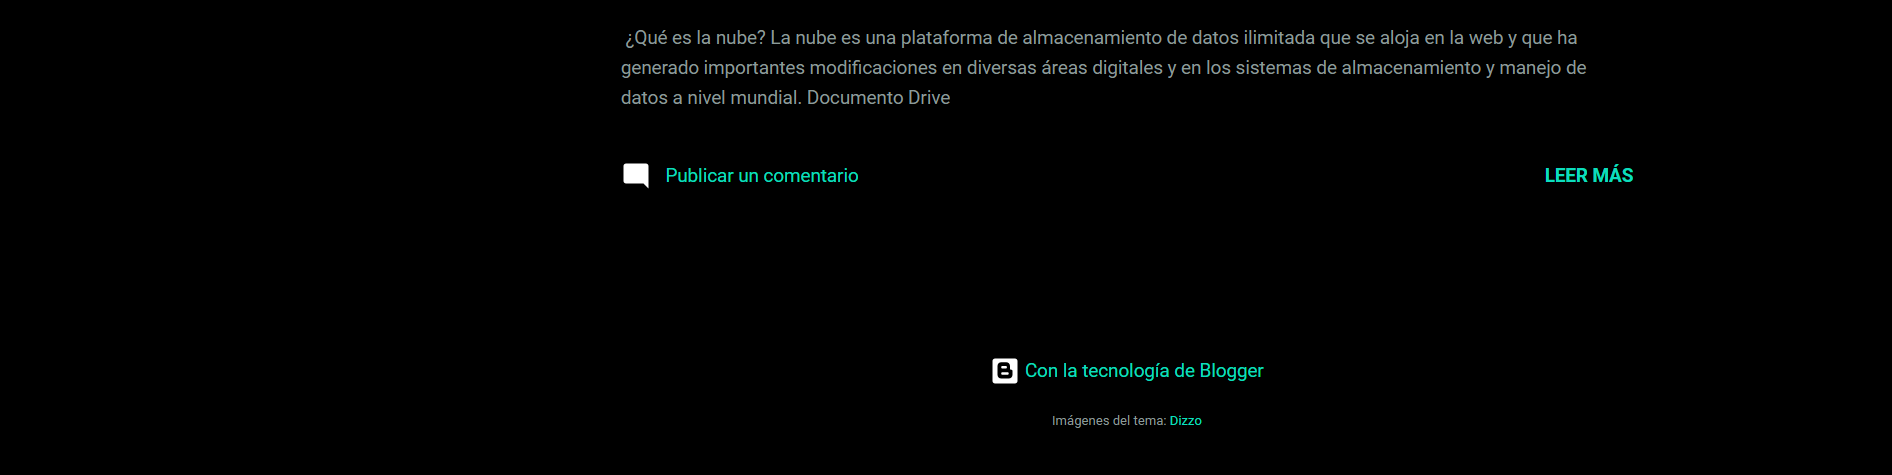 ¿Qué es la nube? La nube es una plataforma de almacenamiento de datos ilimitada que se aloja en la web y que ha
generado importantes modificaciones en diversas áreas digitales y en los sistemas de almacenamiento y manejo de
datos a nivel mundial. Documento Drive
Publicar un comentario
LEER MÁS
Con la tecnología de Blogger
Imágenes del tema: Dizzo